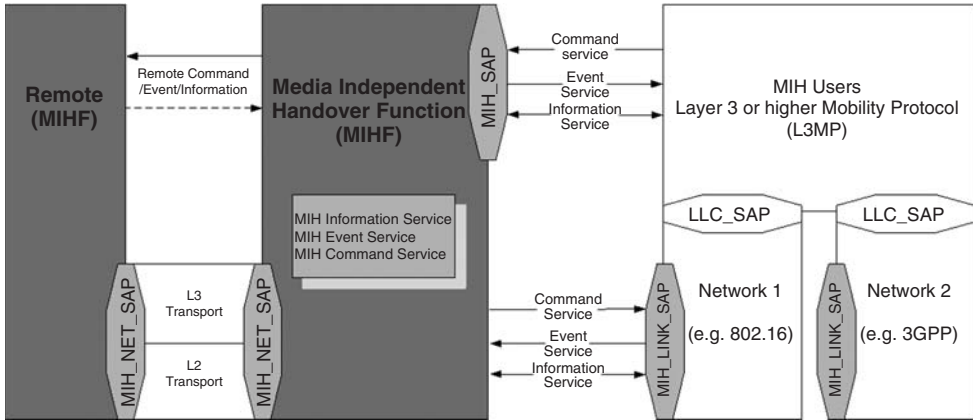 Remote
(MIHF)
Remote Command
/Event/Information
Media Independent
Handover Function
(MIHF)
MIH_SAP
Command
service
Event
Service
Information
Service
MIH Users
Layer 3 or higher Mobility Protocol
(L3MP)
MIH Information Service
MIH Event Service
MIH Command Service
LLC_SAP
LLC_SAP
MIH_NET_SAP
L3
Transport
L2
Transport
MIH_NET_SAP
Command
Service
Event
Service
Information
Service
MIH_LINK_SAP
Network 1
(e.g. 802.16)
MIH_LINK_SAP
Network 2
(e.g. 3GPP)